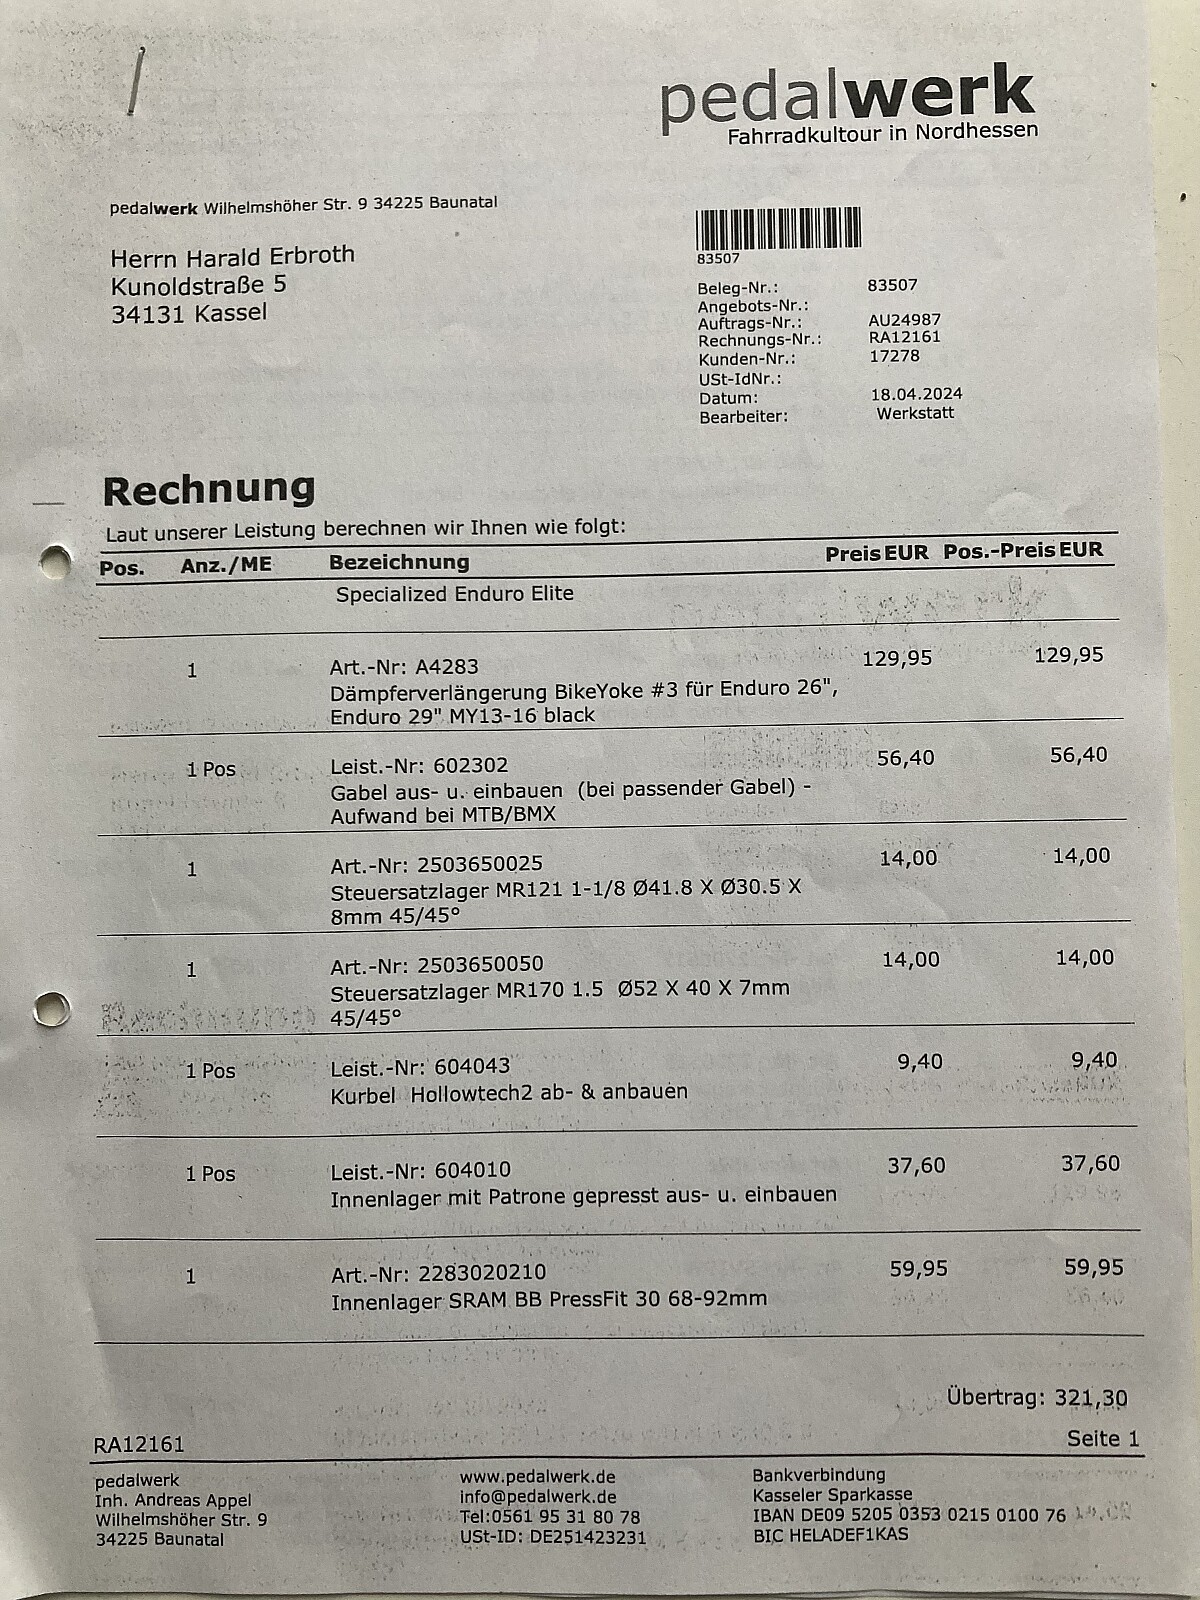 pedalwerk
Fahrradkultour in Nordhessen
pedalwerk Wilhelmshöher Str. 9 34225 Baunatal
Herrn Harald Erbroth
Kunoldstraße 5
34131 Kassel
83507
Beleg-Nr.: 83507
Angebots-Nr.:
Auftrags-Nr.: AU24987
Rechnungs-Nr.: RA12161
Kunden-Nr.: 17278
USt-IdNr.:
Datum: 18.04.2024
Bearbeiter: Werkstatt
Rechnung
Laut unserer Leistung berechnen wir Ihnen wie folgt:
Pos. Anz./ME Bezeichnung Preis EUR Pos.-Preis EUR
Specialized Enduro Elite
1 Art.-Nr: A4283 129,95 129,95
Dämpferverlängerung BikeYoke #3 für Enduro 26",
Enduro 29" MY13-16 black
1 Pos Leist.-Nr: 602302 56,40 56,40
Gabel aus- u. einbauen (bei passender Gabel) -
Aufwand bei MTB/BMX
1 Art.-Nr: 2503650025 14,00 14,00
Steuersatzlager MR121 1-1/8 Ø41.8 X Ø30.5 X
8mm 45/45°
1 Art.-Nr: 2503650050 14,00 14,00
Steuersatzlager MR170 1.5 Ø52 X 40 X 7mm
45/45°
1 Pos Leist.-Nr: 604043 9,40 9,40
Kurbel Hollowtech2 ab- & anbauen
1 Pos Leist.-Nr: 604010 37,60 37,60
Innenlager mit Patrone gepresst aus- u. einbauen
1 Art.-Nr: 2283020210 59,95 59,95
Innenlager SRAM BB PressFit 30 68-92mm
Übertrag: 321,30
RA12161 Seite 1
pedalwerk www.pedalwerk.de Bankverbindung
Inh. Andreas Appel info@pedalwerk.de Kasseler Sparkasse
Wilhelmshöher Str. 9 Tel:0561 95 31 80 78 IBAN DE09 5205 0353 0215 0100 76
34225 Baunatal USt-ID: DE251423231 BIC HELADEF1KAS